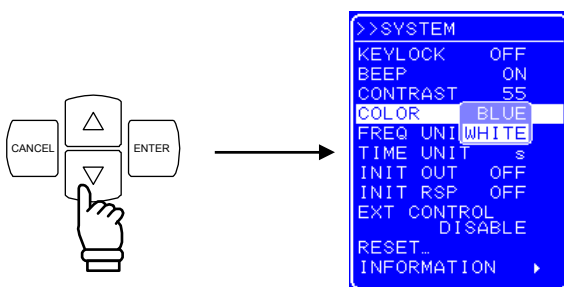 CANCEL
△
ENTER
▽
>>SYSTEM
KEYLOCK OFF
BEEP ON
CONTRAST 55
COLOR BLUE
FREQ UNI WHITE
TIME UNIT s
INIT OUT OFF
INIT RSP OFF
EXT CONTROL
DISABLE
RESET…
INFORMATION ▶